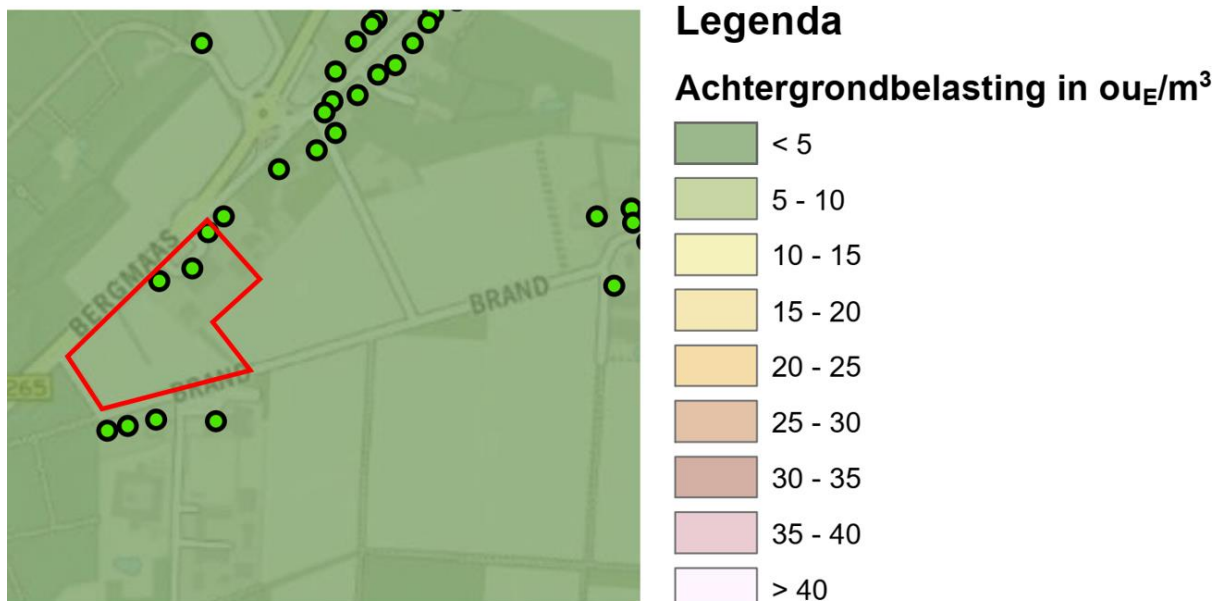 BERGMAAS
BRAND
BRAND
265
Legenda
Achtergrondbelasting in ouE/m³
< 5
5 - 10
10 - 15
15 - 20
20 - 25
25 - 30
30 - 35
35 - 40
> 40